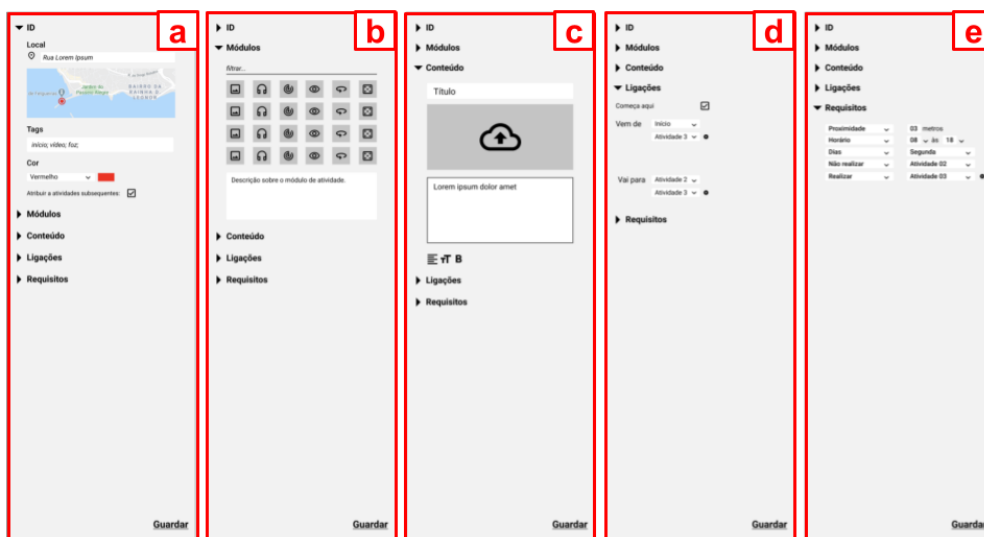 a
ID
Local
Rua Lorem Ipsum
Tags
início; vídeo; foz;
Cor
Vermelho
Atribuir a atividades subsequentes:
Módulos
Conteúdo
Ligações
Requisitos
Guardar
b
ID
Módulos
filtrar...
Descrição sobre o módulo de atividade.
Conteúdo
Ligações
Requisitos
Guardar
c
ID
Módulos
Conteúdo
Título
Lorem ipsum dolor amet
T B
Ligações
Requisitos
Guardar
d
ID
Módulos
Conteúdo
Ligações
Começa aqui
Vem de Início
Atividade 3
Vai para Atividade 2
Atividade 3
Requisitos
Guardar
e
ID
Módulos
Conteúdo
Ligações
Requisitos
Proximidade 03 metros
Horário 08 às 18
Dias Segunda
Não realizar Atividade 02
Realizar Atividade 03
Guardar